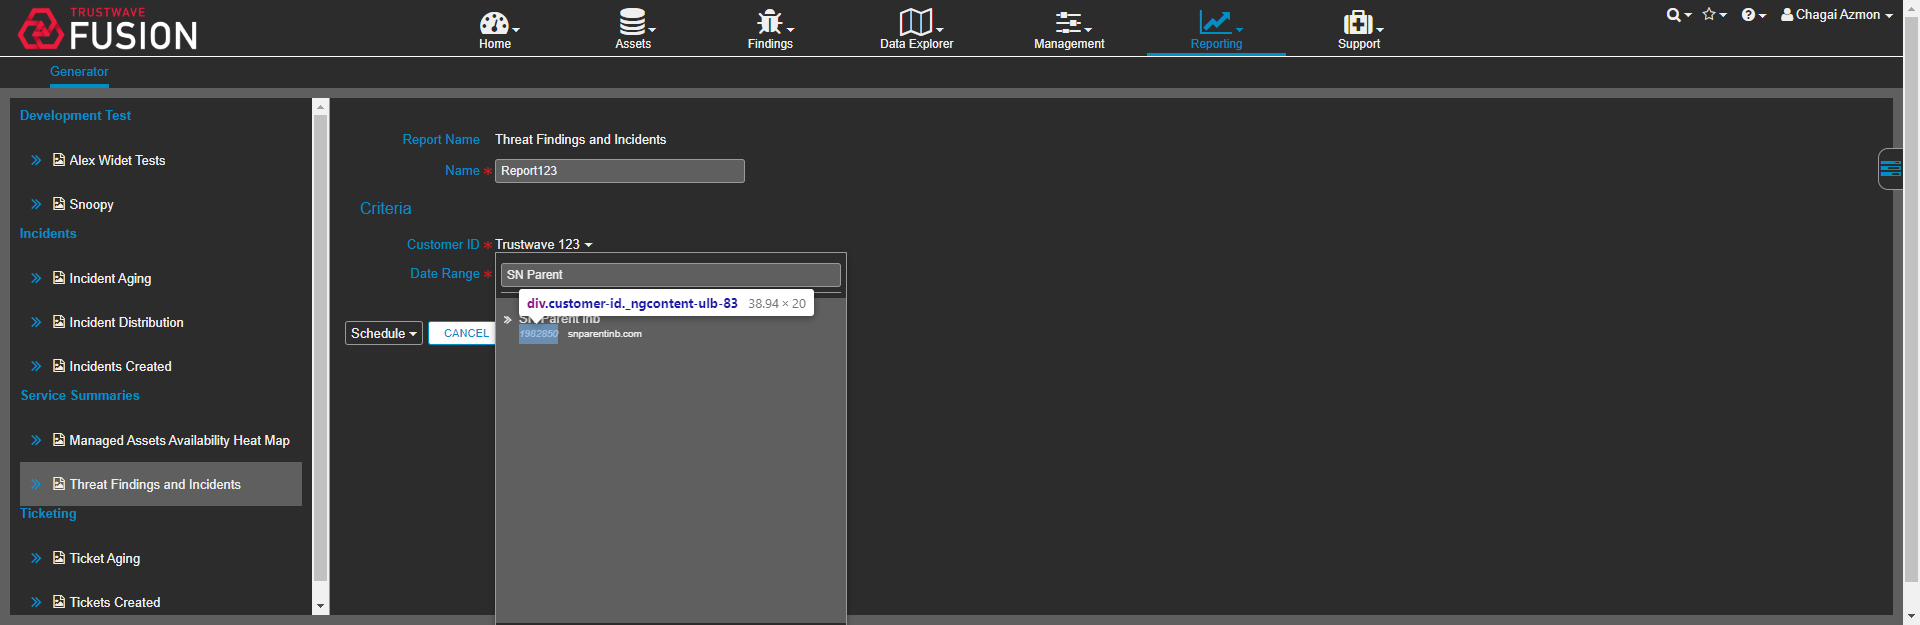 TRUSTWAVE
FUSION
Home
Assets
Findings
Data Explorer
Management
Reporting
Support
Chagai Azmon
Generator
Development Test
Alex Widet Tests
Snoopy
Incidents
Incident Aging
Incident Distribution
Incidents Created
Service Summaries
Managed Assets Availability Heat Map
Threat Findings and Incidents
Ticketing
Ticket Aging
Tickets Created
Report Name Threat Findings and Incidents
Name * Report123
Criteria
Customer ID * Trustwave 123
Date Range *
SN Parent
div.customer-id._ngcontent-ulb-83 38.94 × 20
SN Parent Inb
1982850 snparentinb.com
Schedule CANCEL